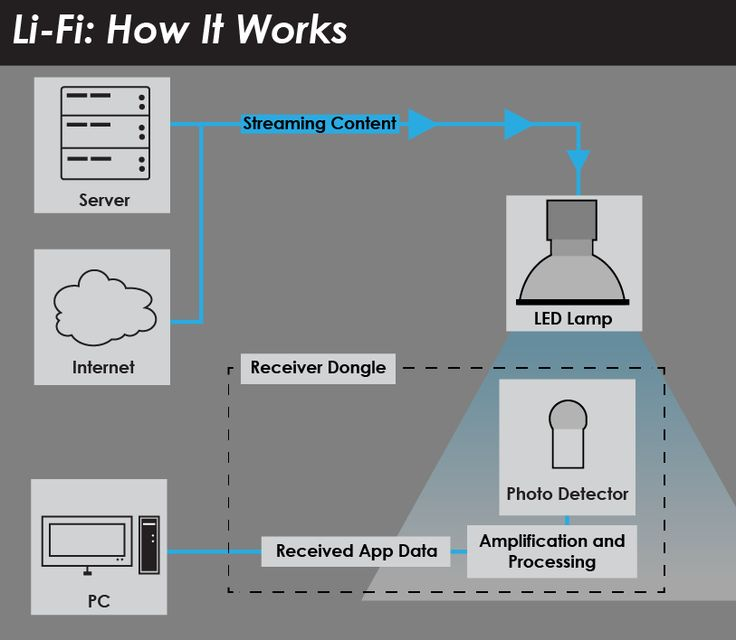 Li-Fi: How It Works
Streaming Content
Server
LED Lamp
Internet
Receiver Dongle
Photo Detector
Received App Data
Amplification and
Processing
PC